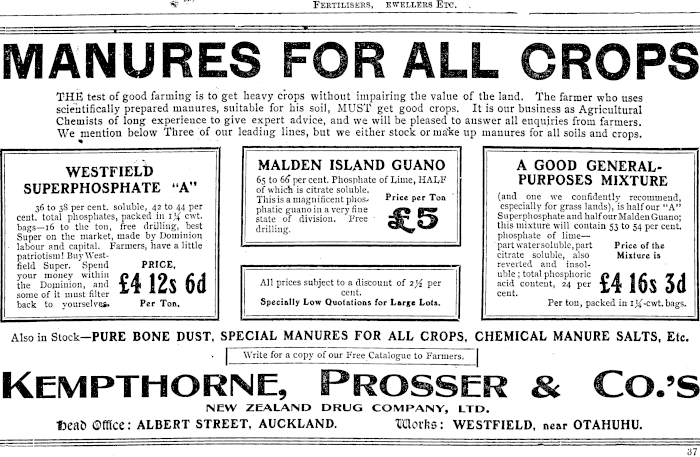 FERTILISERS, EWELLERS ETC.
MANURES FOR ALL CROPS
THE test of good farming is to get heavy crops without impairing the value of the land. The farmer who uses
scientifically prepared manures, suitable for his soil, MUST get good crops. It is our business as Agricultural
Chemists of long experience to give expert advice, and we will be pleased to answer all enquiries from farmers.
We mention below Three of our leading lines, but we either stock or make up manures for all soils and crops.
WESTFIELD
SUPERPHOSPHATE "A"
36 to 38 per cent. soluble, 42 to 44 per
cent. total phosphates, packed in 1¼ cwt.
bags—16 to the ton, free drilling, best
Super on the market, made by Dominion
labour and capital. Farmers, have a little
patriotism! Buy West-
field Super. Spend
your money within
the Dominion, and
some of it must filter
back to yourselves.
PRICE,
£4 12s 6d
Per Ton.
MALDEN ISLAND GUANO
65 to 66 per cent. Phosphate of Lime, HALF
of which is citrate soluble.
This is a magnificent phos-
phatic guano in a very fine
state of division. Free
drilling.
Price per Ton
£5
All prices subject to a discount of 2½ per
cent.
Specially Low Quotations for Large Lots.
A GOOD GENERAL-
PURPOSES MIXTURE
(and one we confidently recommend,
especially for grass lands), is half our "A"
Superphosphate and half our Malden Guano;
this mixture will contain 53 to 54 per cent.
phosphate of lime—
part water soluble, part
citrate soluble, also
reverted and insol-
uble; total phosphoric
acid content, 24 per
cent.
Price of the
Mixture is
£4 16s 3d
Per ton, packed in 1¼-cwt. bags.
Also in Stock—PURE BONE DUST, SPECIAL MANURES FOR ALL CROPS, CHEMICAL MANURE SALTS, Etc.
Write for a copy of our Free Catalogue to Farmers.
KEMPTHORNE, PROSSER & CO.'S
NEW ZEALAND DRUG COMPANY, LTD.
Head Office: ALBERT STREET, AUCKLAND. Works: WESTFIELD, near OTAHUHU.
37